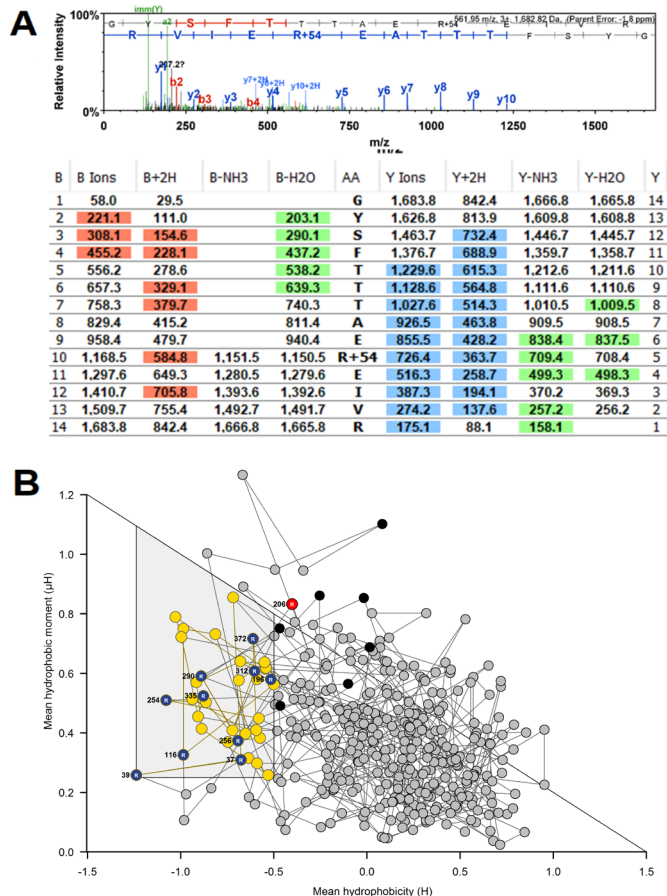 A
imm(Y)
G Y S F T T T A E R+54 E I V R
561.95 m/z, 3+, 1,682.82 Da, (Parent Error: -1.8 ppm)
R V I E R+54 E A T T T F S Y G
a2
207.2?
y1
b2
y2
b3
y3
y7+2H
b4
y4
y10+2H
y5
y6
y7
y8
y9
y10
Relative Intensity
100%
50%
0%
0 250 500 750 1000 1250 1500
m/z
B B Ions B+2H B-NH3 B-H2O AA Y Ions Y+2H Y-NH3 Y-H2O Y
1 58.0 29.5 G 1,683.8 842.4 1,666.8 1,665.8 14
2 221.1 111.0 203.1 Y 1,626.8 813.9 1,609.8 1,608.8 13
3 308.1 154.6 290.1 S 1,463.7 732.4 1,446.7 1,445.7 12
4 455.2 228.1 437.2 F 1,376.7 688.9 1,359.7 1,358.7 11
5 556.2 278.6 538.2 T 1,229.6 615.3 1,212.6 1,211.6 10
6 657.3 329.1 639.3 T 1,128.6 564.8 1,111.6 1,110.6 9
7 758.3 379.7 740.3 T 1,027.6 514.3 1,010.5 1,009.5 8
8 829.4 415.2 811.4 A 926.5 463.8 909.5 908.5 7
9 958.4 479.7 940.4 E 855.5 428.2 838.4 837.5 6
10 1,168.5 584.8 1,151.5 1,150.5 R+54 726.4 363.7 709.4 708.4 5
11 1,297.6 649.3 1,280.5 1,279.6 E 516.3 258.7 499.3 498.3 4
12 1,410.7 705.8 1,393.6 1,392.6 I 387.3 194.1 370.2 369.3 3
13 1,509.7 755.4 1,492.7 1,491.7 V 274.2 137.6 257.2 256.2 2
14 1,683.8 842.4 1,666.8 1,665.8 R 175.1 88.1 158.1 1
B
Mean hydrophobic moment (μH)
1.2
1.0
0.8
0.6
0.4
0.2
0.0
206 R
372 R
312 R
290 R
196 R
335 R
254 R
256 R
116 R
37 R
39 R
-1.5 -1.0 -0.5 0.0 0.5 1.0 1.5
Mean hydrophobicity (H)